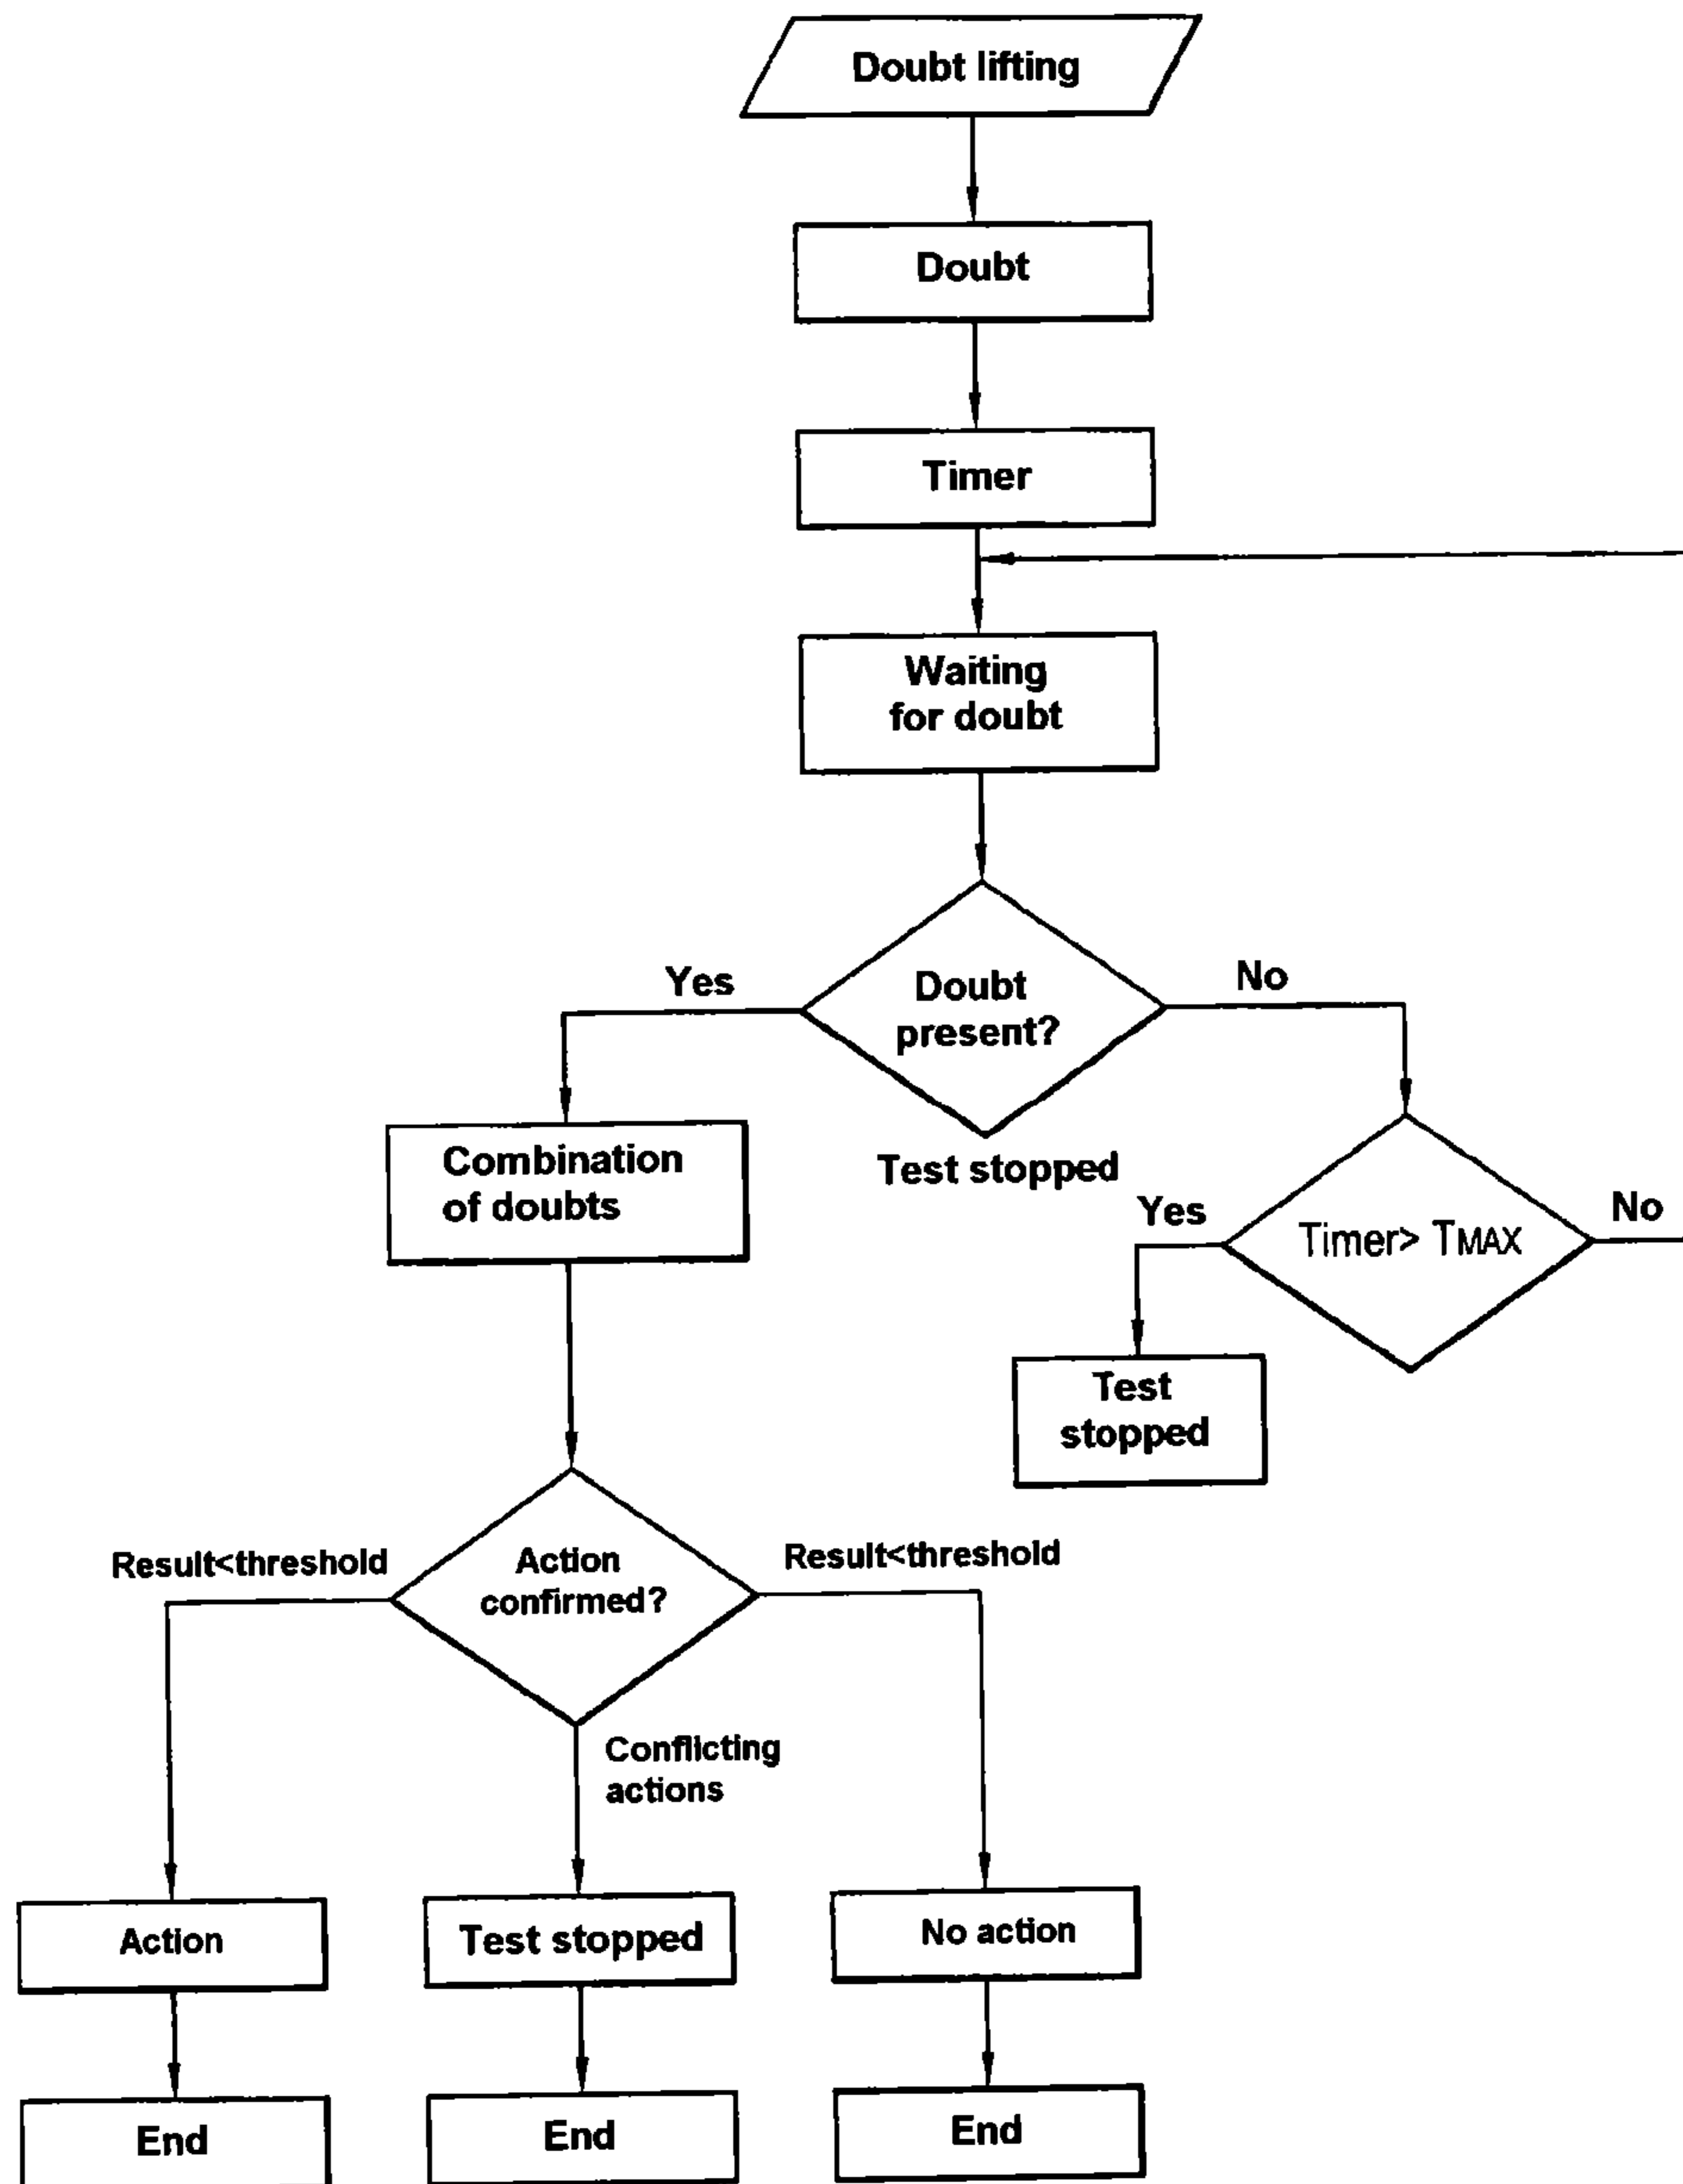 Doubt lifting
Doubt
Timer
Waiting
for doubt
Doubt
present?
Yes
No
Combination
of doubts
Test stopped
Timer> TMAX
Yes
No
Test
stopped
Action
confirmed?
Result<threshold
Result<threshold
Conflicting
actions
Action
Test stopped
No action
End
End
End